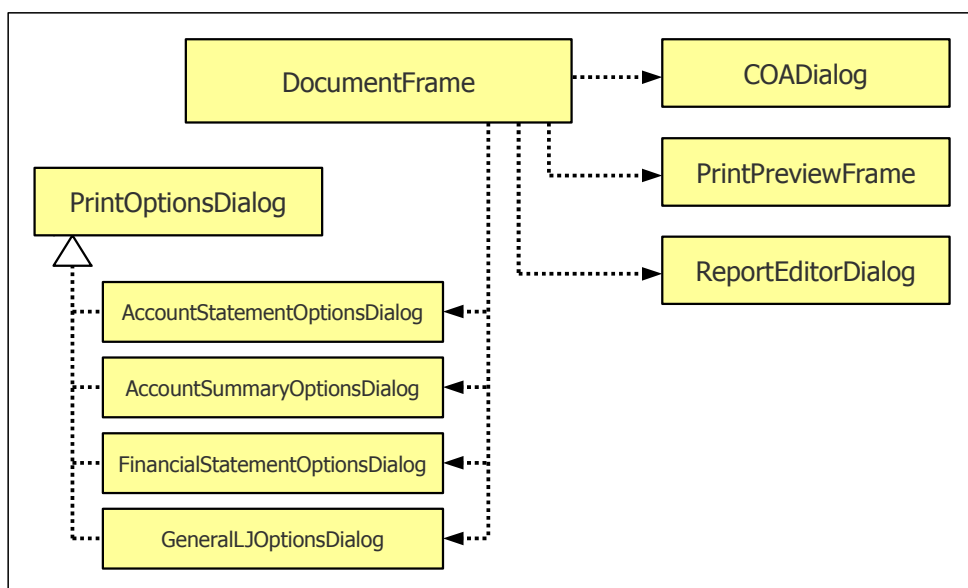 DocumentFrame
COADialog
PrintPreviewFrame
PrintOptionsDialog
ReportEditorDialog
AccountStatementOptionsDialog
AccountSummaryOptionsDialog
FinancialStatementOptionsDialog
GeneralLJOptionsDialog